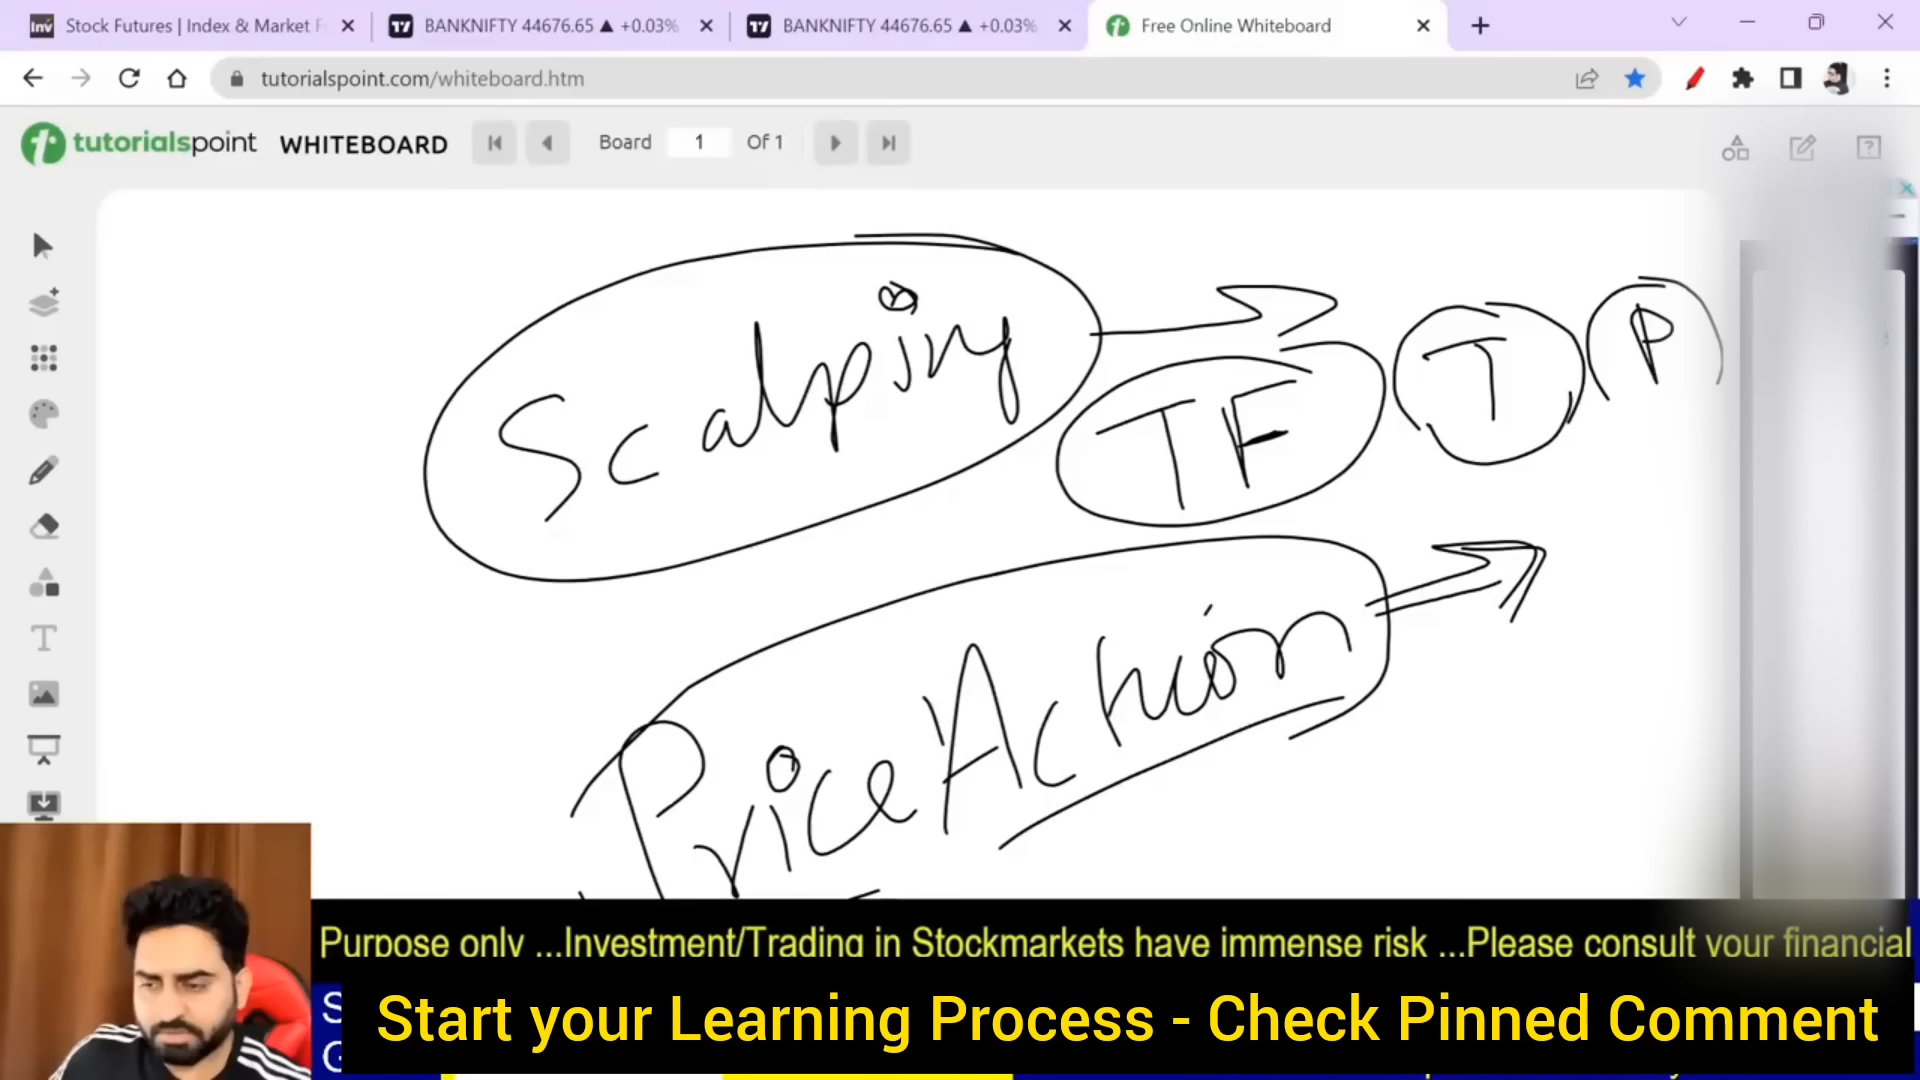 Stock Futures | Index & Market F
BANKNIFTY 44676.65 ▲ +0.03%
BANKNIFTY 44676.65 ▲ +0.03%
Free Online Whiteboard
tutorialspoint.com/whiteboard.htm
tutorialspoint WHITEBOARD Board 1 Of 1
Scalping
TF T P
Price Action
Purpose only ...Investment/Trading in Stockmarkets have immense risk ...Please consult your financial
Start your Learning Process - Check Pinned Comment